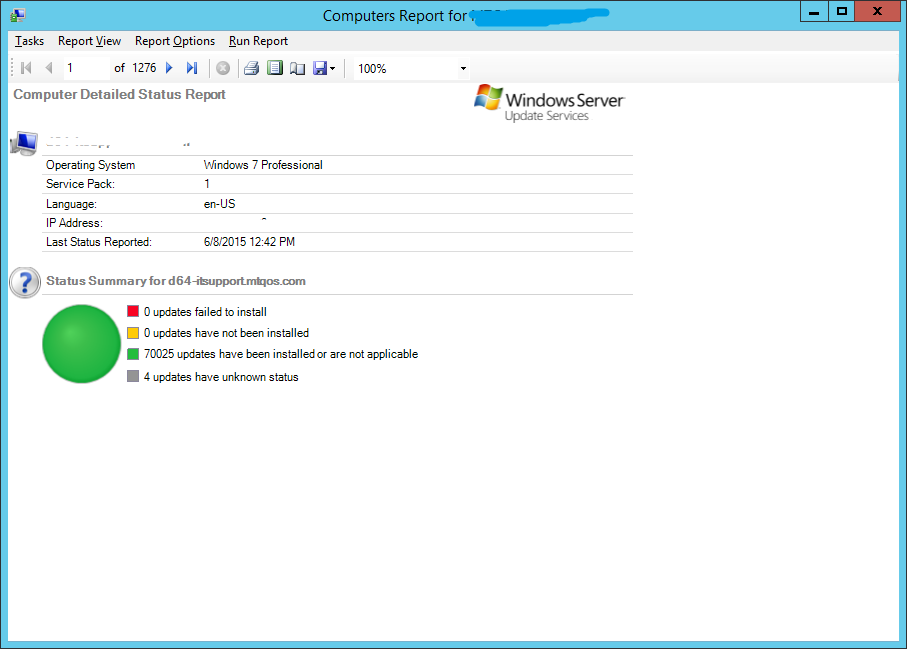 Computers Report for
Tasks Report View Report Options Run Report
1 of 1276 100%
Computer Detailed Status Report
Windows Server
Update Services
Operating System Windows 7 Professional
Service Pack: 1
Language: en-US
IP Address:
Last Status Reported: 6/8/2015 12:42 PM
Status Summary for d64-itsupport.mtqos.com
0 updates failed to install
0 updates have not been installed
70025 updates have been installed or are not applicable
4 updates have unknown status